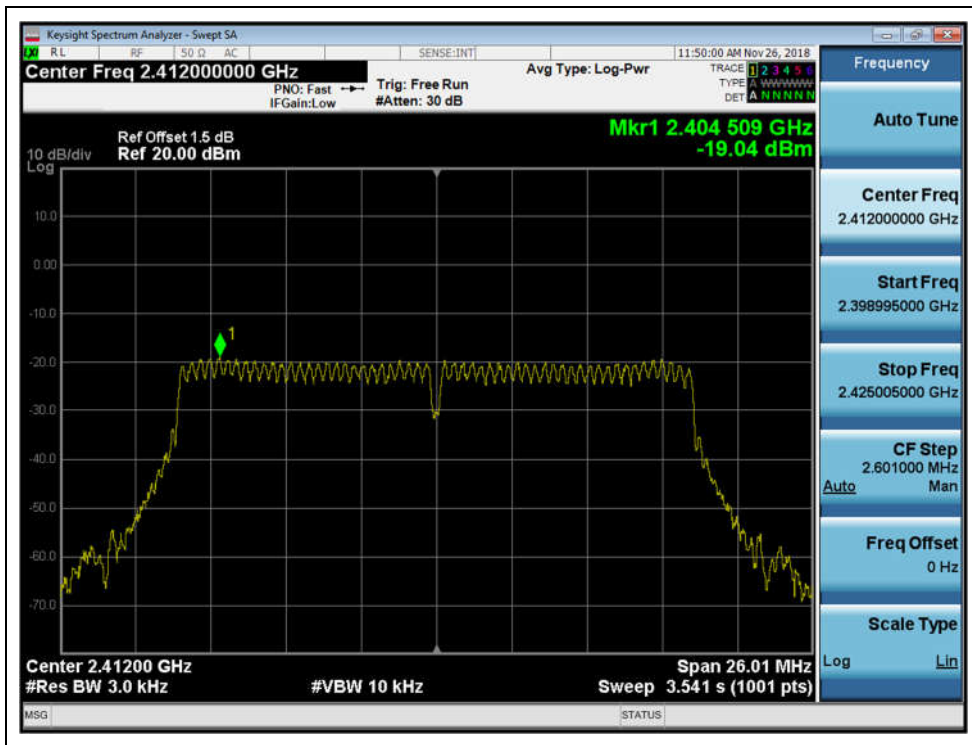 Keysight Spectrum Analyzer - Swept SA
LXI RL RF 50 Ω AC SENSE:INT 11:50:00 AM Nov 26, 2018
Center Freq 2.412000000 GHz
PNO: Fast
IFGain:Low
Trig: Free Run
#Atten: 30 dB
Avg Type: Log-Pwr
TRACE 1 2 3 4 5 6
TYPE A WWWWW
DET A N N N N N
Ref Offset 1.5 dB
10 dB/div Ref 20.00 dBm
Log
Mkr1 2.404 509 GHz
-19.04 dBm
10.0
0.00
-10.0
1
-20.0
-30.0
-40.0
-50.0
-60.0
-70.0
Center 2.41200 GHz Span 26.01 MHz
#Res BW 3.0 kHz #VBW 10 kHz Sweep 3.541 s (1001 pts)
MSG STATUS
Frequency
Auto Tune
Center Freq
2.412000000 GHz
Start Freq
2.398995000 GHz
Stop Freq
2.425005000 GHz
CF Step
2.601000 MHz
Auto Man
Freq Offset
0 Hz
Scale Type
Log Lin